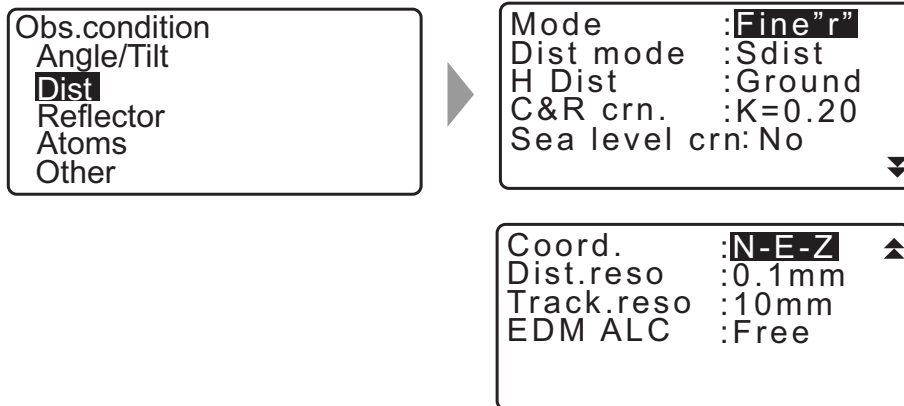 Obs.condition
Angle/Tilt
Dist
Reflector
Atoms
Other
Mode :Fine”r”
Dist mode :Sdist
H Dist :Ground
C&R crn. :K=0.20
Sea level crn: No
Coord. :N-E-Z
Dist.reso :0.1mm
Track.reso :10mm
EDM ALC :Free